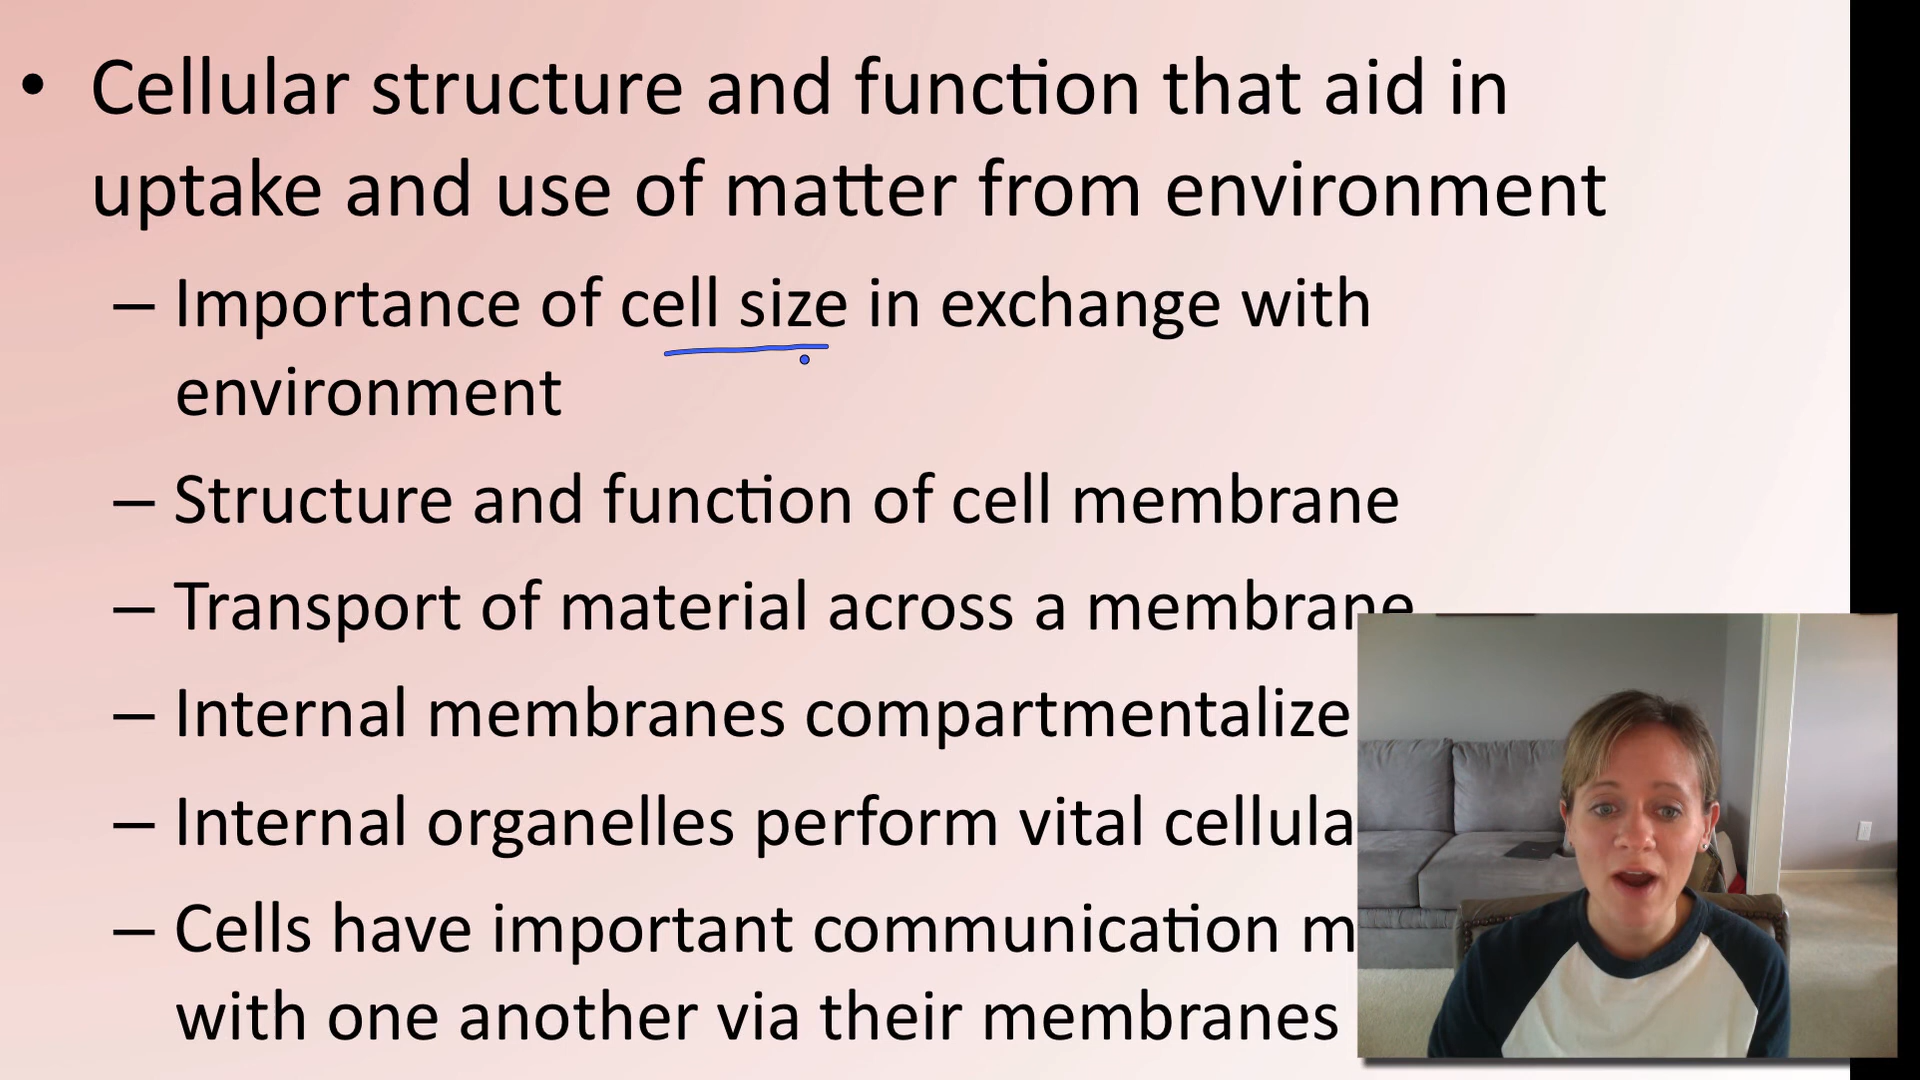 • Cellular structure and function that aid in
uptake and use of matter from environment
– Importance of cell size in exchange with
environment
– Structure and function of cell membrane
– Transport of material across a membrane
– Internal membranes compartmentalize
– Internal organelles perform vital
– Cells have important communication
with one another via their membranes